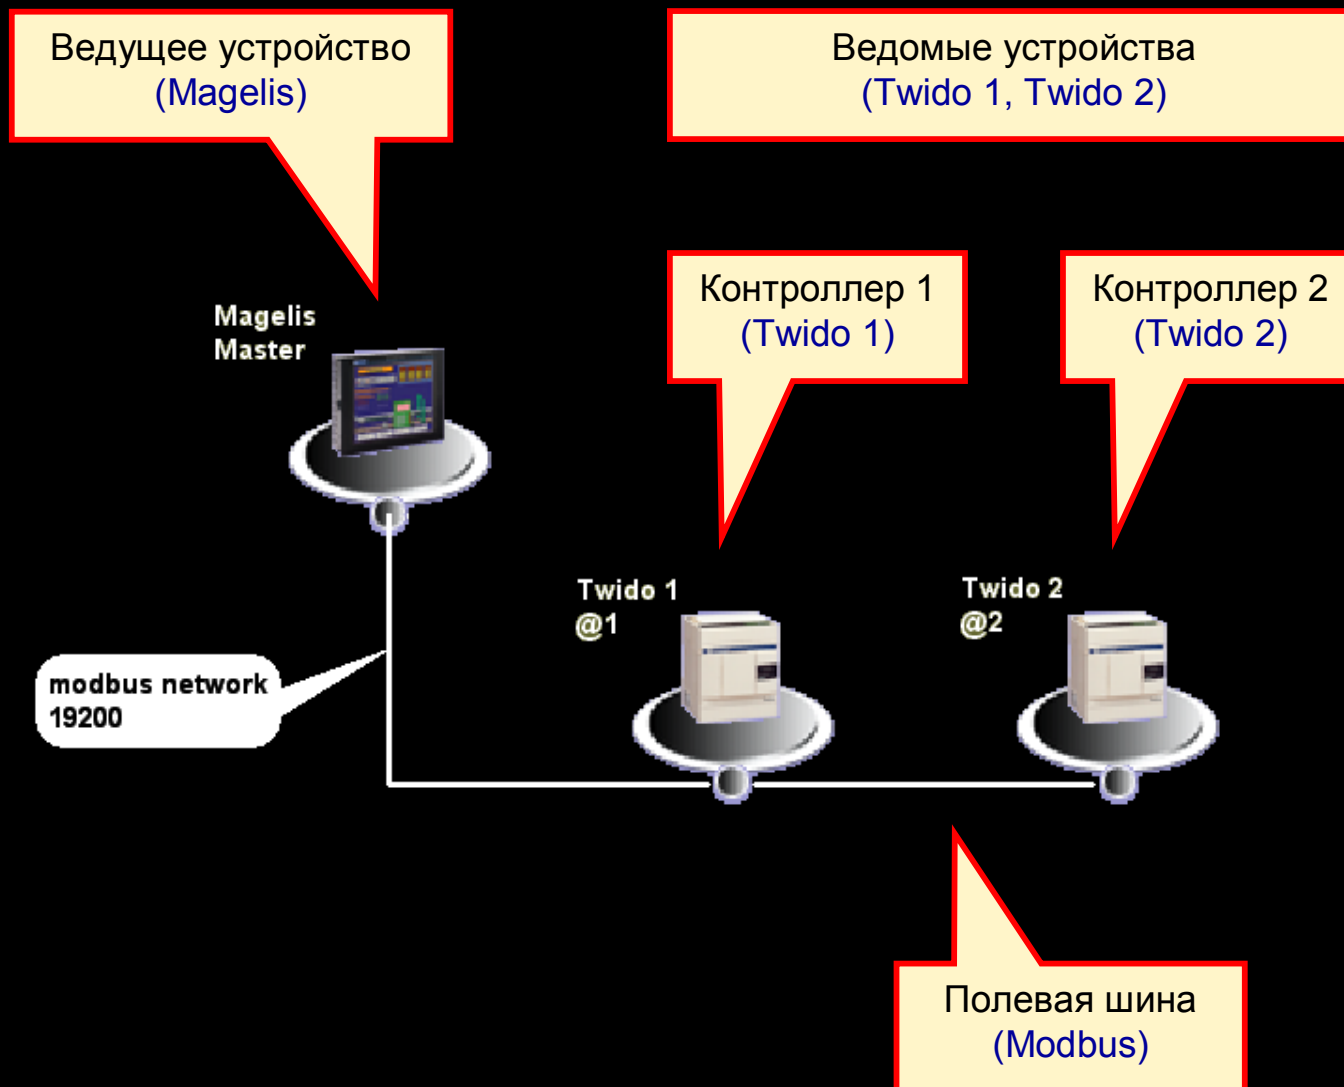 Ведущее устройство
(Magelis)
Ведомые устройства
(Twido 1, Twido 2)
Контроллер 1
(Twido 1)
Контроллер 2
(Twido 2)
Magelis
Master
Twido 1
@1
Twido 2
@2
modbus network
19200
Полевая шина
(Modbus)